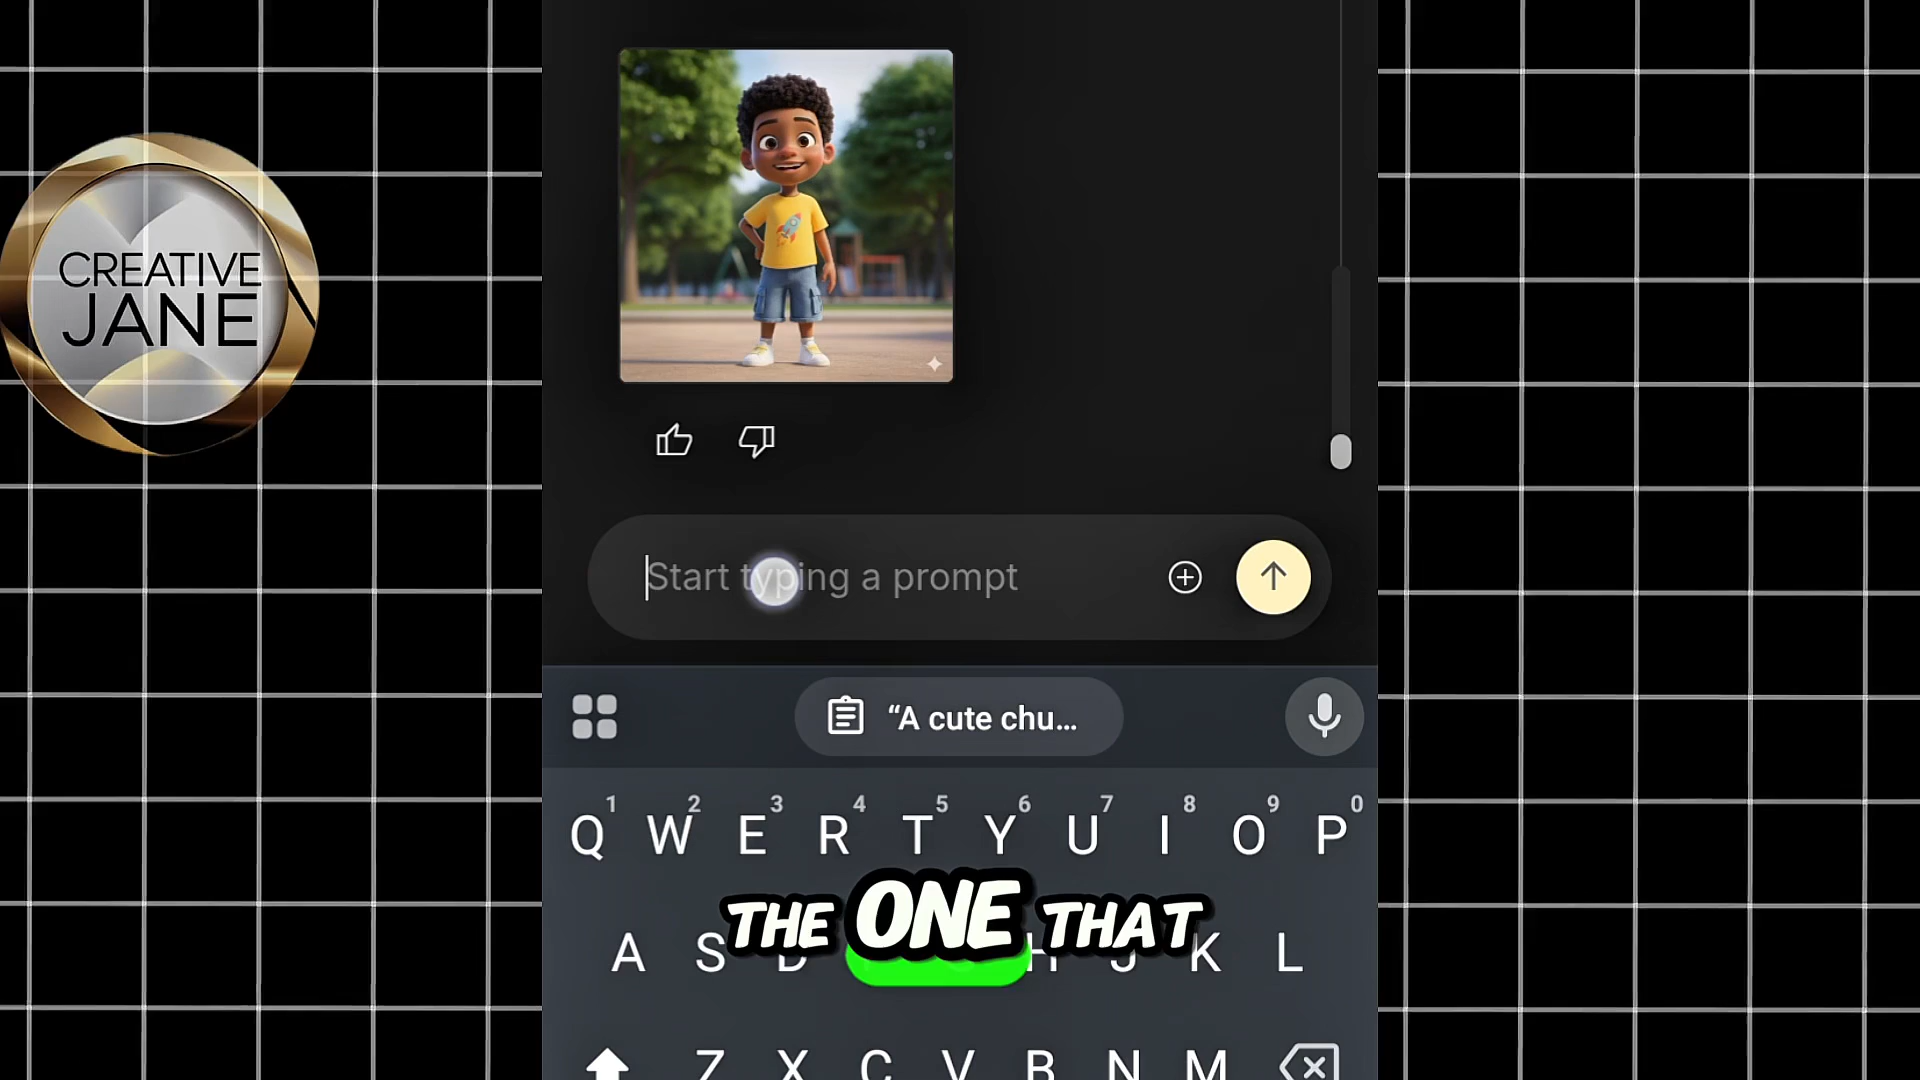 CREATIVE
JANE
Start typing a prompt
“A cute chu...
Q 1 W 2 E 3 R 4 T 5 Y 6 U 7 I 8 O 9 P 0
THE ONE THAT
A S D H J K L
Z X C V B N M